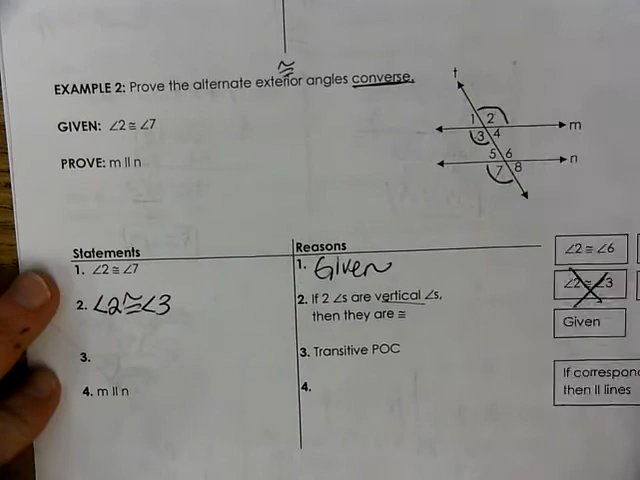 ≅
EXAMPLE 2: Prove the alternate exterior angles converse.
GIVEN: ∠2 ≅ ∠7
PROVE: m ll n
t
1 2
3 4
m
5 6
7 8
n
Statements
Reasons
1. ∠2 ≅ ∠7
1. Given
2. ∠2 ≅ ∠3
2. If 2 ∠s are vertical ∠s,
then they are ≅
3.
3. Transitive POC
4. m ll n
4.
∠2 ≅ ∠6
∠2 ≅ ∠3
Given
If correspon
then ll lines